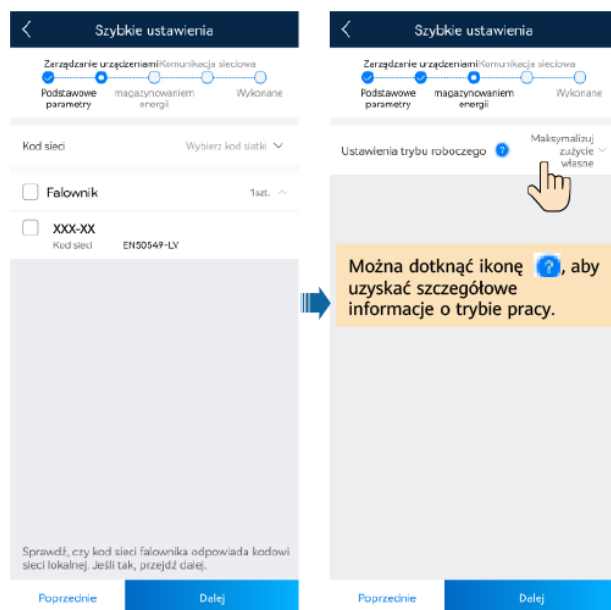 Szybkie ustawienia
Zarządzanie urządzeniami Komunikacja sieciowa
Podstawowe parametry
magazynowaniem energii
Wykonane
Kod sieci
Wybierz kod siatki
Falownik
1szt.
XXX-XX
Kod sieci
EN50549-LV
Sprawdź, czy kod sieci falownika odpowiada kodowi
sieci lokalnej. Jeśli tak, przejdź dalej.
Poprzednie
Dalej
Szybkie ustawienia
Zarządzanie urządzeniami Komunikacja sieciowa
Podstawowe parametry
magazynowaniem energii
Wykonane
Ustawienia trybu roboczego ?
Maksymalizuj
zużycie
własne
Można dotknąć ikonę ?, aby
uzyskać szczegółowe
informacje o trybie pracy.
Poprzednie
Dalej